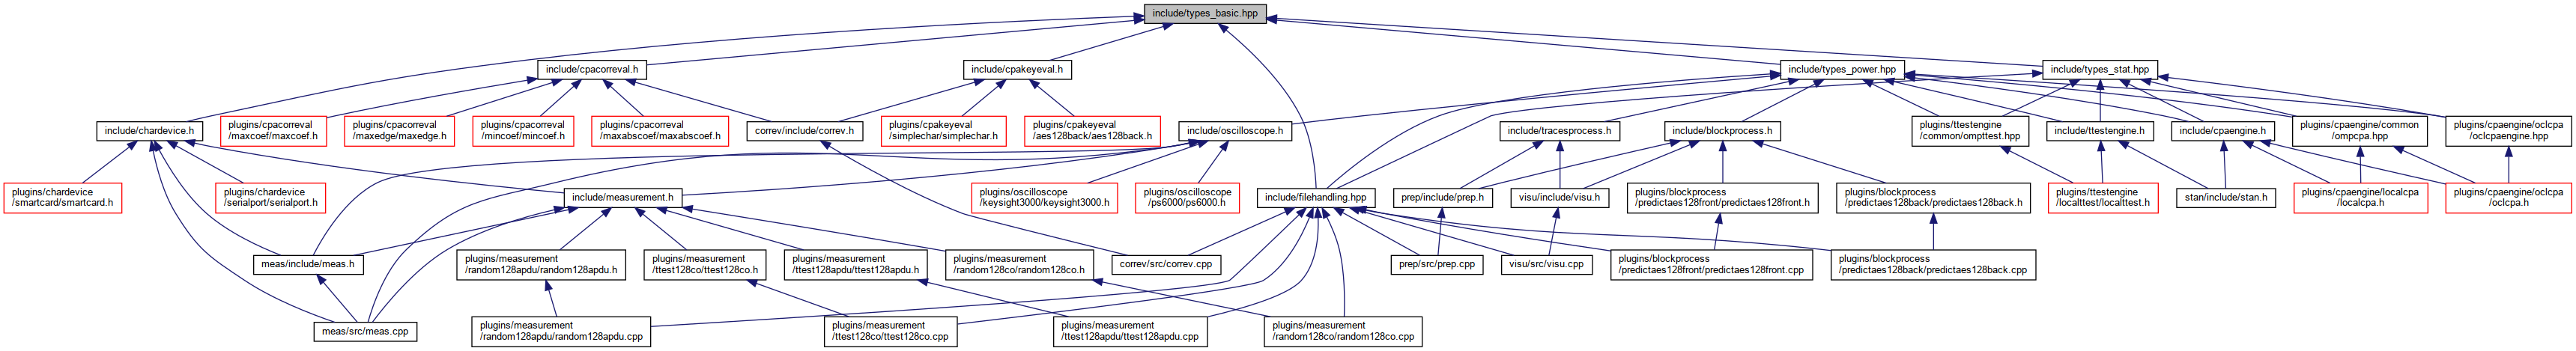 include/types_basic.hpp
include/cpacorreval.h
include/cpakeyeval.h
include/types_power.hpp
include/types_stat.hpp
include/chardevice.h
plugins/cpacorreval
/maxcoef/maxcoef.h
plugins/cpacorreval
/maxedge/maxedge.h
plugins/cpacorreval
/mincoef/mincoef.h
plugins/cpacorreval
/maxabscoef/maxabscoef.h
correv/include/correv.h
plugins/cpakeyeval
/simplechar/simplechar.h
plugins/cpakeyeval
/aes128back/aes128back.h
include/oscilloscope.h
include/tracesprocess.h
include/blockprocess.h
plugins/ttestengine
/common/ompttest.hpp
include/ttestengine.h
include/cpaengine.h
plugins/cpaengine/common
/ompcpa.hpp
plugins/cpaengine/oclcpa
/oclcpaengine.hpp
plugins/chardevice
/smartcard/smartcard.h
plugins/chardevice
/serialport/serialport.h
include/measurement.h
plugins/oscilloscope
/keysight3000/keysight3000.h
plugins/oscilloscope
/ps6000/ps6000.h
include/filehandling.hpp
prep/include/prep.h
visu/include/visu.h
plugins/blockprocess
/predictaes128front/predictaes128front.h
plugins/blockprocess
/predictaes128back/predictaes128back.h
plugins/ttestengine
/localttest/localttest.h
stan/include/stan.h
plugins/cpaengine/localcpa
/localcpa.h
plugins/cpaengine/oclcpa
/oclcpa.h
meas/include/meas.h
plugins/measurement
/random128apdu/random128apdu.h
plugins/measurement
/ttest128co/ttest128co.h
plugins/measurement
/ttest128apdu/ttest128apdu.h
plugins/measurement
/random128co/random128co.h
correv/src/correv.cpp
prep/src/prep.cpp
visu/src/visu.cpp
plugins/blockprocess
/predictaes128front/predictaes128front.cpp
plugins/blockprocess
/predictaes128back/predictaes128back.cpp
meas/src/meas.cpp
plugins/measurement
/random128apdu/random128apdu.cpp
plugins/measurement
/ttest128co/ttest128co.cpp
plugins/measurement
/ttest128apdu/ttest128apdu.cpp
plugins/measurement
/random128co/random128co.cpp